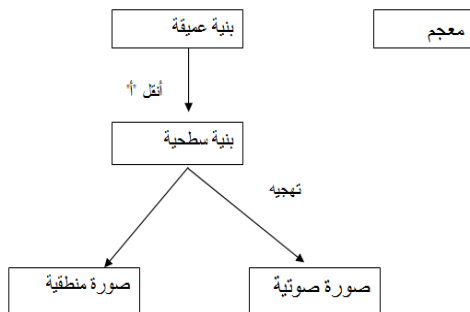 معجم
بنية عميقة
أنقل "أ"
بنية سطحية
تهجيه
صورة صوتية
صورة منطقية